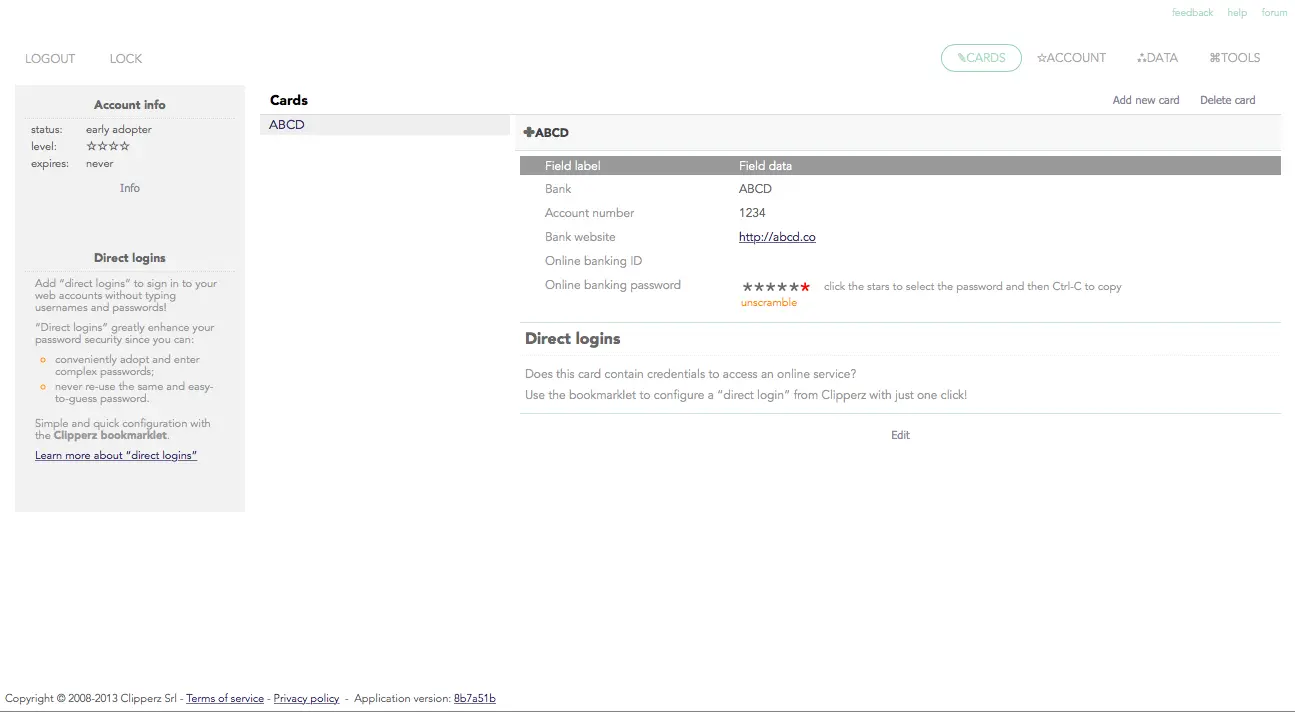 feedback help forum
LOGOUT LOCK ✎CARDS ☆ACCOUNT ⁂DATA ⌘TOOLS
Account info
status: early adopter
level: ☆☆☆☆
expires: never
Info
Direct logins
Add “direct logins” to sign in to your
web accounts without typing
usernames and passwords!
“Direct logins” greatly enhance your
password security since you can:
conveniently adopt and enter
complex passwords;
never re-use the same and easy-
to-guess password.
Simple and quick configuration with
the Clipperz bookmarklet.
Learn more about “direct logins”
Cards
Add new card Delete card
ABCD
✚ABCD
Field label Field data
Bank ABCD
Account number 1234
Bank website http://abcd.co
Online banking ID
Online banking password ★★★★★★ click the stars to select the password and then Ctrl-C to copy
unscramble
Direct logins
Does this card contain credentials to access an online service?
Use the bookmarklet to configure a “direct login” from Clipperz with just one click!
Edit
Copyright © 2008-2013 Clipperz Srl - Terms of service - Privacy policy - Application version: 8b7a51b